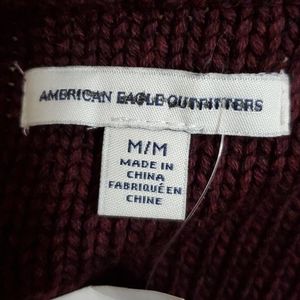 AMERICAN EAGLE OUTFITTERS
M/M
MADE IN
CHINA
FABRIQUÉ EN
CHINE